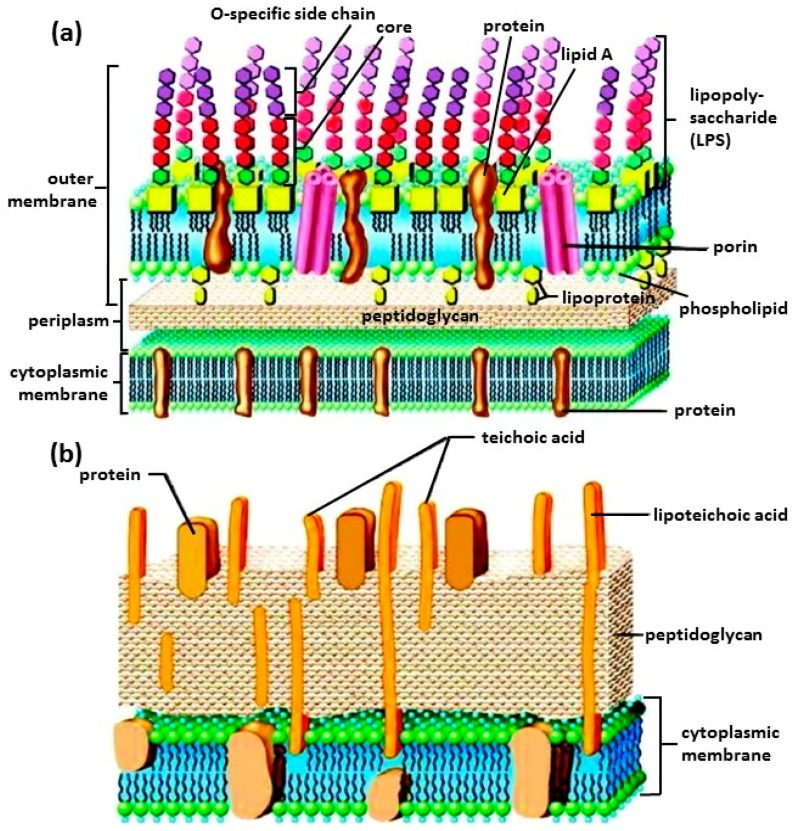 (a)
O-specific side chain
core
protein
lipid A
lipopoly-
saccharide
(LPS)
outer
membrane
porin
lipoprotein
phospholipid
peptidoglycan
periplasm
cytoplasmic
membrane
protein
(b)
teichoic acid
protein
lipoteichoic acid
peptidoglycan
cytoplasmic
membrane